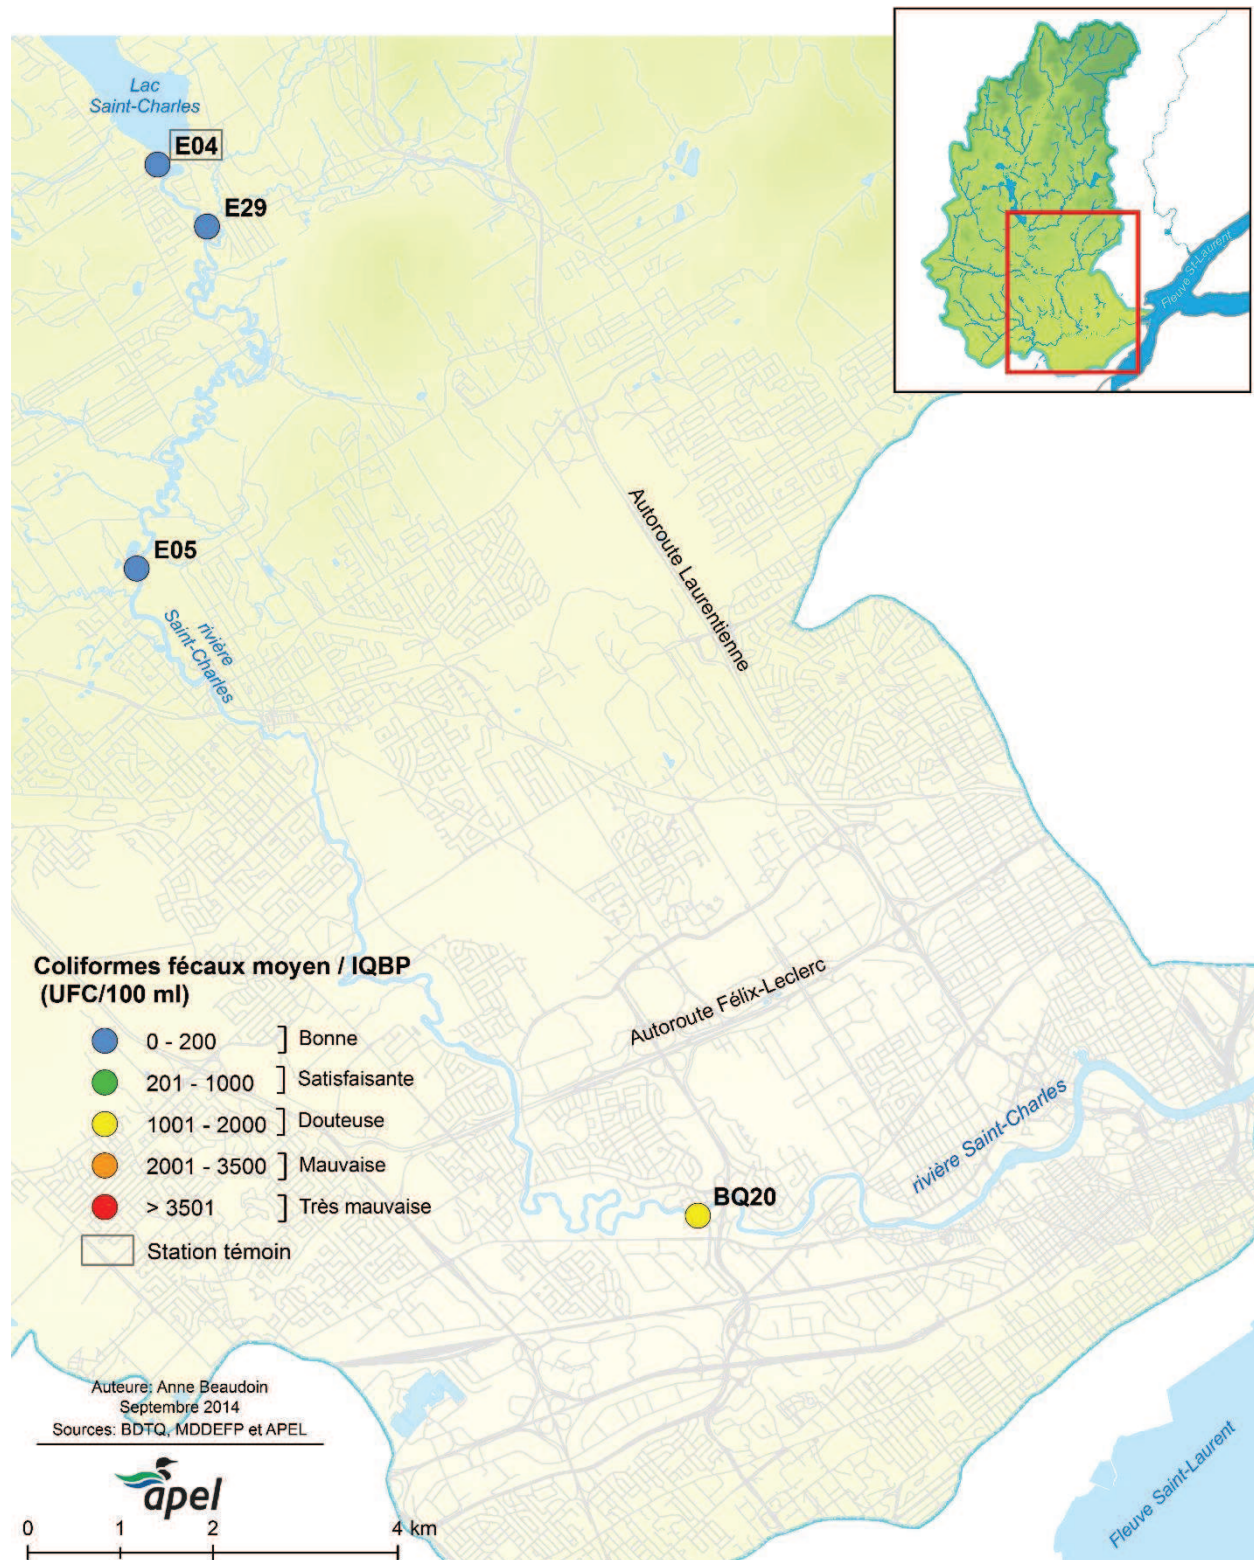 Lac
Saint-Charles
E04
E29
Fleuve St-Laurent
E05
rivière
Saint-Charles
Autoroute Laurentienne
Coliformes fécaux moyen / IQBP
(UFC/100 ml)
0 - 200 ] Bonne
201 - 1000 ] Satisfaisante
1001 - 2000 ] Douteuse
2001 - 3500 ] Mauvaise
> 3501 ] Très mauvaise
Station témoin
Autoroute Félix-Leclerc
rivière Saint-Charles
BQ20
Auteure: Anne Beaudoin
Septembre 2014
Sources: BDTQ, MDDEFP et APEL
apel
0 1 2 4 km
Fleuve Saint-Laurent